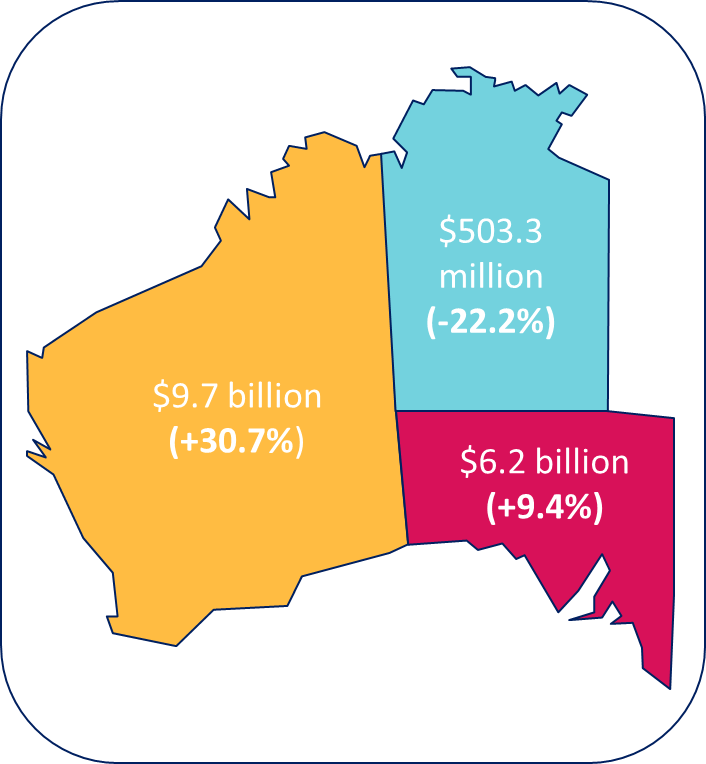 $503.3
million
(-22.2%)
$9.7 billion
(+30.7%)
$6.2 billion
(+9.4%)